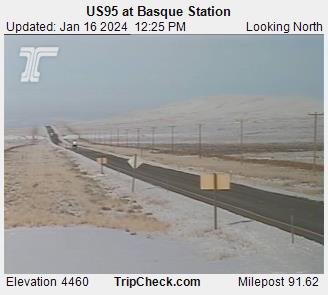 US95 at Basque Station
Updated: Jan 16 2024 12:25 PM Looking North
Elevation 4460 TripCheck.com Milepost 91.62